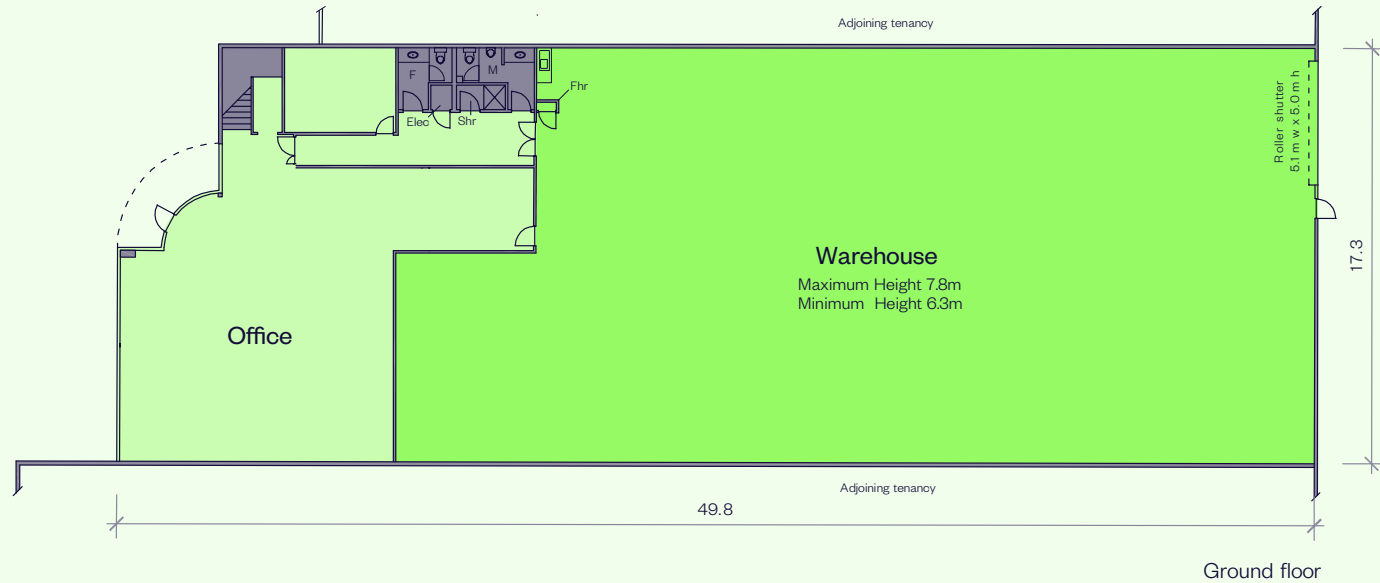 Adjoining tenancy
F
M
Fhr
Elec
Shr
Roller shutter
5.1 m w x 5.0 m h
Warehouse
Maximum Height 7.8m
Minimum Height 6.3m
17.3
Office
Adjoining tenancy
49.8
Ground floor